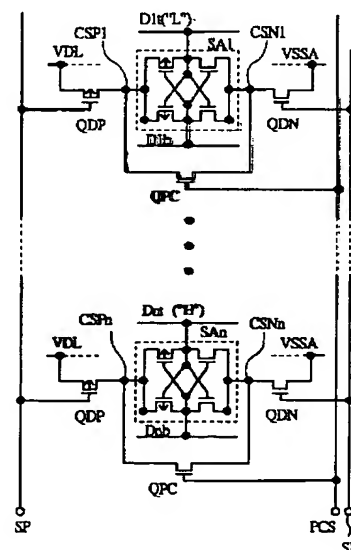 D1t("L")
CSP1 SA1 CSN1
VDL VSSA
QDP QDN
D1b
QPC
Dnt ("H")
CSPn SAn CSNn
VDL VSSA
QDP QDN
Dnb
QPC
SP PCS